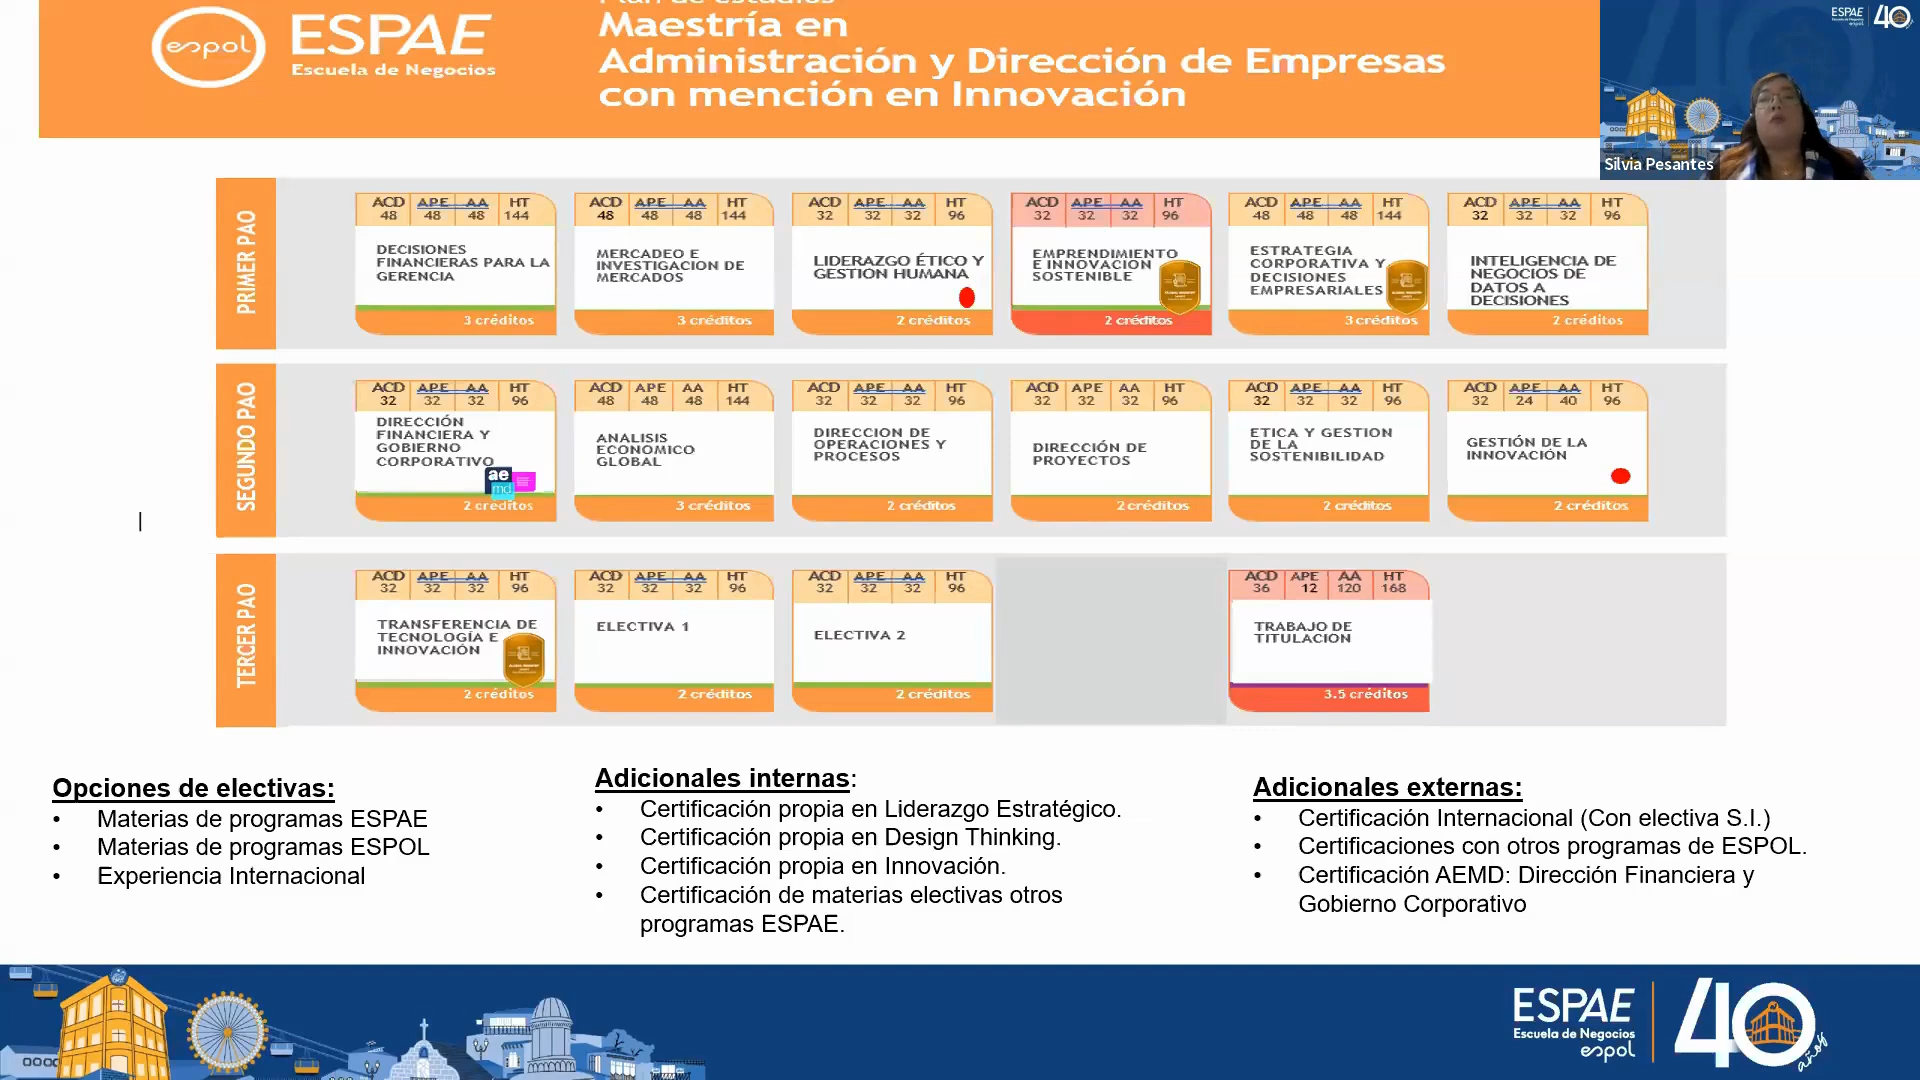 Plan de estudios
espol ESPAE
Escuela de Negocios
Maestría en
Administración y Dirección de Empresas
con mención en Innovación
ESPAE
Escuela de Negocios
espol
40
Silvia Pesantes
PRIMER PAO
ACD APE AA HT
48 48 48 144
DECISIONES
FINANCIERAS PARA LA
GERENCIA
3 créditos
ACD APE AA HT
48 48 48 144
MERCADEO E
INVESTIGACION DE
MERCADOS
3 créditos
ACD APE AA HT
32 32 32 96
LIDERAZGO ÉTICO Y
GESTION HUMANA
2 créditos
ACD APE AA HT
32 32 32 96
EMPRENDIMIENTO
E INNOVACIÓN
SOSTENIBLE
2 créditos
ACD APE AA HT
48 48 48 144
ESTRATEGIA
CORPORATIVA Y
DECISIONES
EMPRESARIALES
3 créditos
ACD APE AA HT
32 32 32 96
INTELIGENCIA DE
NEGOCIOS DE
DATOS A
DECISIONES
2 créditos
SEGUNDO PAO
ACD APE AA HT
32 32 32 96
DIRECCIÓN
FINANCIERA Y
GOBIERNO
CORPORATIVO
ae
md
2 créditos
ACD APE AA HT
48 48 48 144
ANALISIS
ECONOMICO
GLOBAL
3 créditos
ACD APE AA HT
32 32 32 96
DIRECCION DE
OPERACIONES Y
PROCESOS
2 créditos
ACD APE AA HT
32 32 32 96
DIRECCIÓN DE
PROYECTOS
2 créditos
ACD APE AA HT
32 32 32 96
ETICA Y GESTION
DE LA
SOSTENIBILIDAD
2 créditos
ACD APE AA HT
32 24 40 96
GESTIÓN DE LA
INNOVACIÓN
2 créditos
TERCER PAO
ACD APE AA HT
32 32 32 96
TRANSFERENCIA DE
TECNOLOGÍA E
INNOVACIÓN
2 créditos
ACD APE AA HT
32 32 32 96
ELECTIVA 1
2 créditos
ACD APE AA HT
32 32 32 96
ELECTIVA 2
2 créditos
ACD APE AA HT
36 12 120 168
TRABAJO DE
TITULACION
3.5 créditos
Opciones de electivas:
• Materias de programas ESPAE
• Materias de programas ESPOL
• Experiencia Internacional
Adicionales internas:
• Certificación propia en Liderazgo Estratégico.
• Certificación propia en Design Thinking.
• Certificación propia en Innovación.
• Certificación de materias electivas otros
programas ESPAE.
Adicionales externas:
• Certificación Internacional (Con electiva S.I.)
• Certificaciones con otros programas de ESPOL.
• Certificación AEMD: Dirección Financiera y
Gobierno Corporativo
ESPAE
Escuela de Negocios
espol
40
años